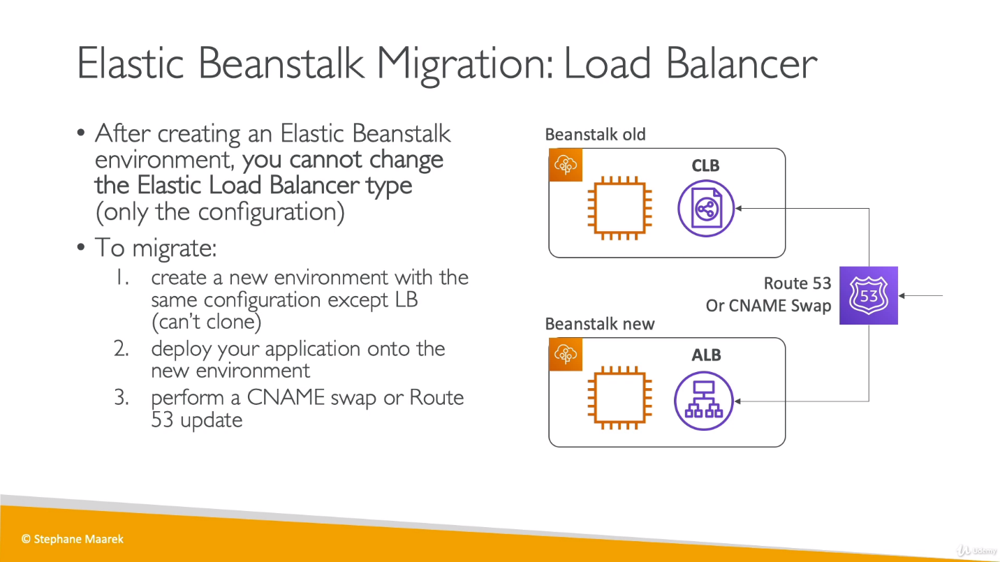 Elastic Beanstalk Migration: Load Balancer
• After creating an Elastic Beanstalk
environment, you cannot change
the Elastic Load Balancer type
(only the configuration)
• To migrate:
1. create a new environment with the
same configuration except LB
(can't clone)
2. deploy your application onto the
new environment
3. perform a CNAME swap or Route
53 update
Beanstalk old
CLB
Route 53
Or CNAME Swap
53
Beanstalk new
ALB
© Stephane Maarek
Udemy